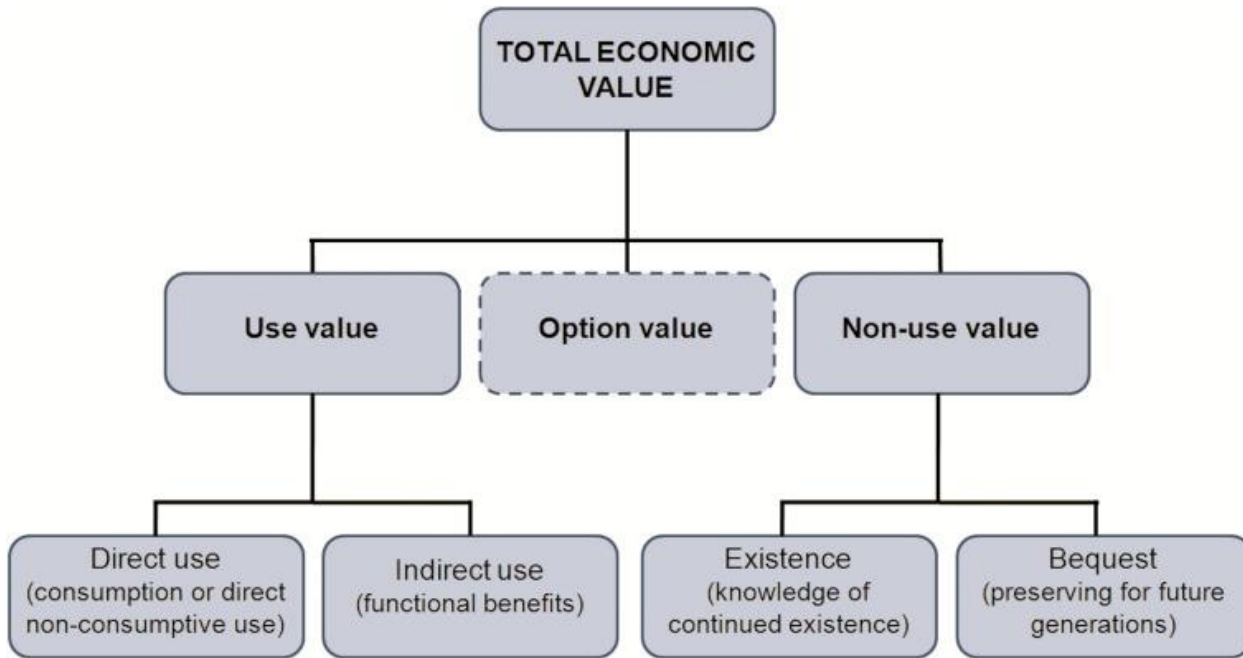 TOTAL ECONOMIC
VALUE
Use value
Option value
Non-use value
Direct use
(consumption or direct
non-consumptive use)
Indirect use
(functional benefits)
Existence
(knowledge of
continued existence)
Bequest
(preserving for future
generations)